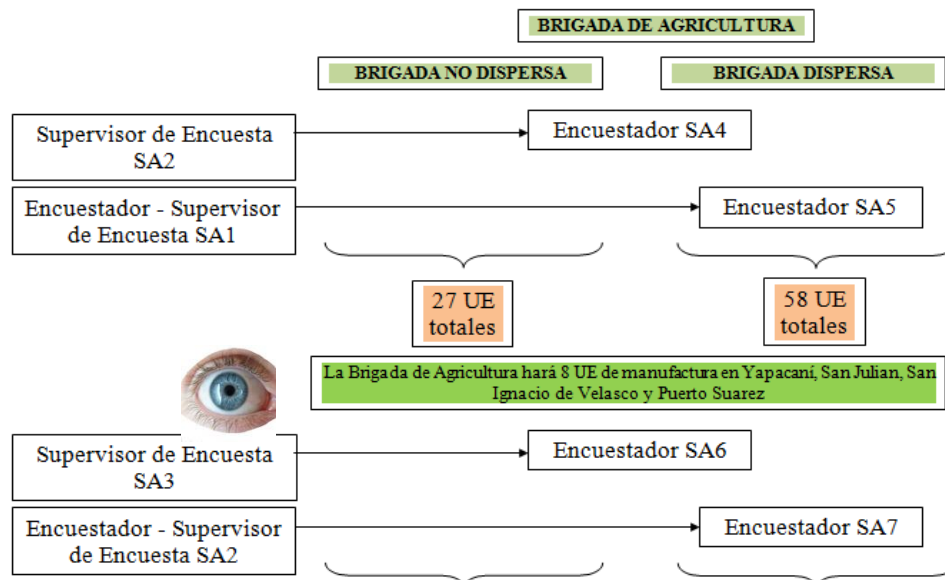 BRIGADA DE AGRICULTURA
BRIGADA NO DISPERSA
BRIGADA DISPERSA
Supervisor de Encuesta
SA2
Encuestador SA4
Encuestador - Supervisor
de Encuesta SA1
Encuestador SA5
27 UE
totales
58 UE
totales
La Brigada de Agricultura hará 8 UE de manufactura en Yapacaní, San Julian, San
Ignacio de Velasco y Puerto Suarez
Supervisor de Encuesta
SA3
Encuestador SA6
Encuestador - Supervisor
de Encuesta SA2
Encuestador SA7